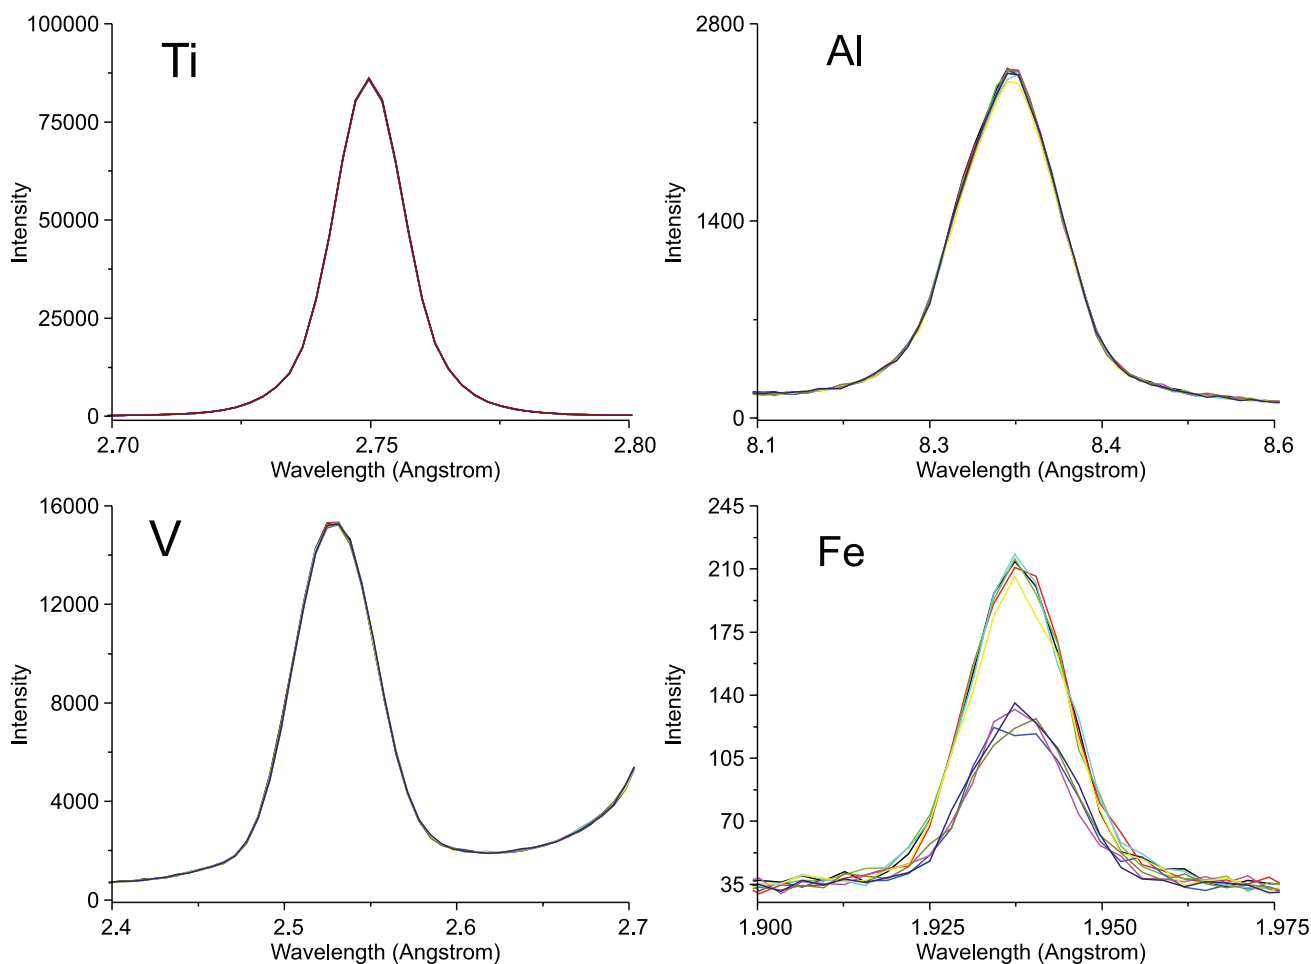 Ti
Intensity
100000
75000
50000
25000
0
2.70
2.75
2.80
Wavelength (Angstrom)
Al
Intensity
2800
1400
0
8.1
8.3
8.4
8.6
Wavelength (Angstrom)
V
Intensity
16000
12000
8000
4000
0
2.4
2.5
2.6
2.7
Wavelength (Angstrom)
Fe
Intensity
245
210
175
140
105
70
35
1.900
1.925
1.950
1.975
Wavelength (Angstrom)